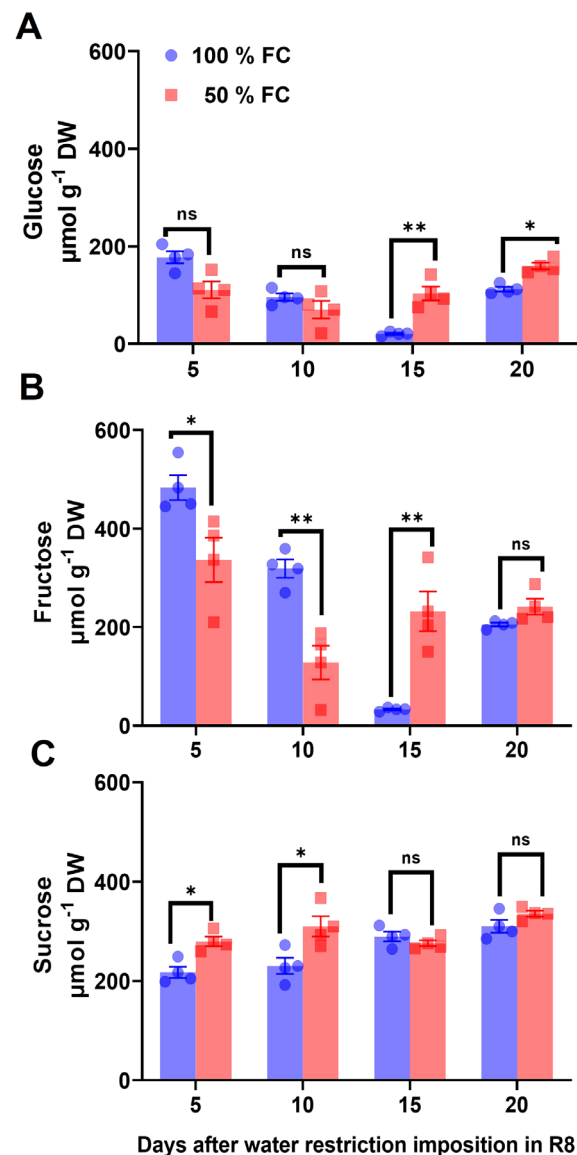 A
600
400
200
0
Glucose
µmol g⁻¹ DW
100 % FC
50 % FC
ns
ns
**
*
5 10 15 20
B
600
400
200
0
Fructose
µmol g⁻¹ DW
*
**
**
ns
5 10 15 20
C
600
400
200
0
Sucrose
µmol g⁻¹ DW
*
*
ns
ns
5 10 15 20
Days after water restriction imposition in R8